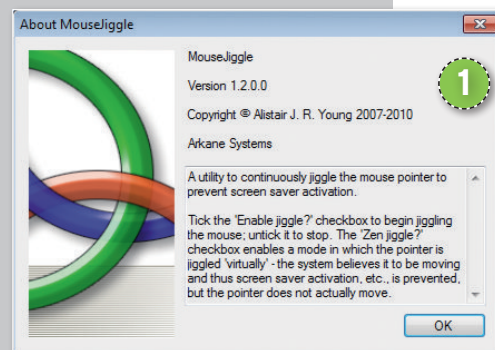 About MouseJiggle
MouseJiggle
Version 1.2.0.0
1
Copyright © Alistair J. R. Young 2007-2010
Arkane Systems
A utility to continuously jiggle the mouse pointer to
prevent screen saver activation.
Tick the 'Enable jiggle?' checkbox to begin jiggling
the mouse; untick it to stop. The 'Zen jiggle?'
checkbox enables a mode in which the pointer is
jiggled 'virtually' - the system believes it to be moving
and thus screen saver activation, etc., is prevented,
but the pointer does not actually move.
OK